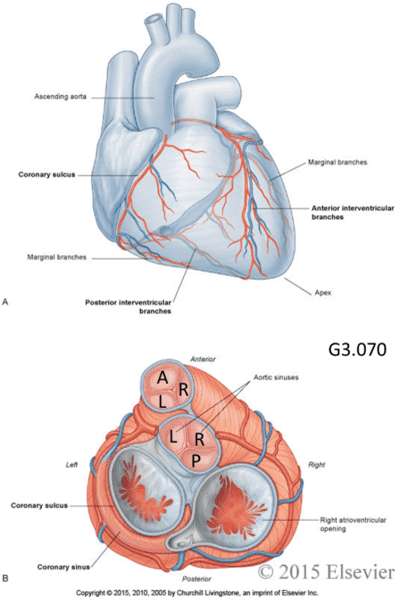 Ascending aorta
Coronary sulcus
Marginal branches
Anterior interventricular
branches
Marginal branches
Posterior interventricular
branches
Apex
A
G3.070
Anterior
A
R
L
Aortic sinuses
L
R
P
Left
Right
Coronary sulcus
Coronary sinus
Right atrioventricular
opening
Posterior
B
© 2015 Elsevier
Copyright © 2015, 2010, 2005 by Churchill Livingstone, an imprint of Elsevier Inc.